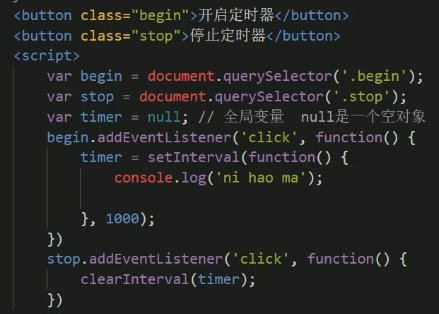 <button class="begin">开启定时器</button>
<button class="stop">停止定时器</button>
<script>
var begin = document.querySelector('.begin');
var stop = document.querySelector('.stop');
var timer = null; // 全局变量 null是一个空对象
begin.addEventListener('click', function() {
timer = setInterval(function() {
console.log('ni hao ma');
}, 1000);
})
stop.addEventListener('click', function() {
clearInterval(timer);
})